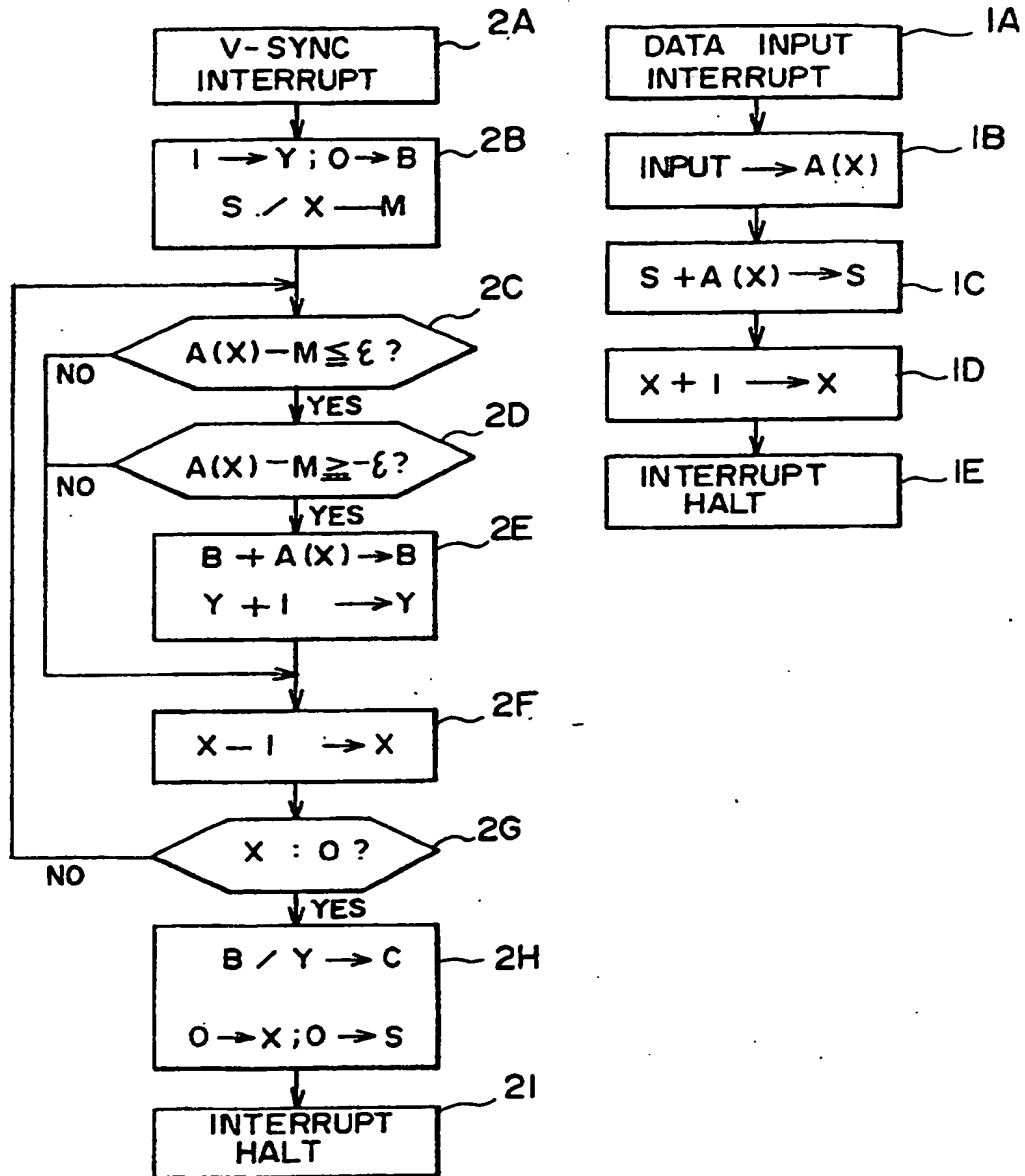 2A
V-SYNC
INTERRUPT
2B
1 → Y ; 0 → B
S / X — M
2C
A(X) − M ≦ ε ?
NO
YES
2D
A(X) − M ≧ −ε ?
NO
YES
2E
B + A(X) → B
Y + 1 → Y
2F
X − 1 → X
2G
X : 0 ?
NO
YES
2H
B / Y → C
0 → X ; 0 → S
2I
INTERRUPT
HALT
1A
DATA INPUT
INTERRUPT
1B
INPUT → A(X)
1C
S + A(X) → S
1D
X + 1 → X
1E
INTERRUPT
HALT